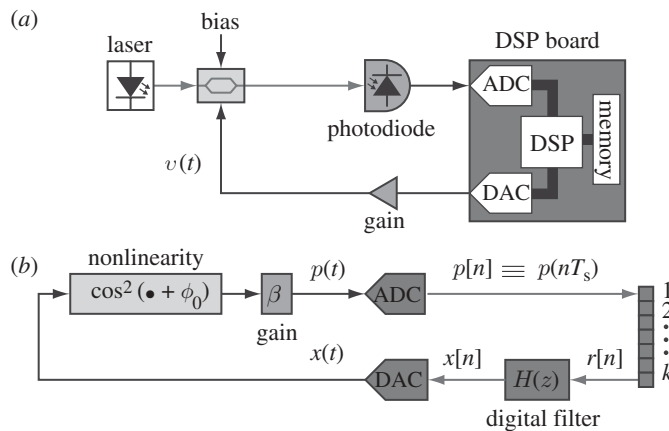 (a)
laser
bias
DSP board
ADC
DSP
memory
photodiode
υ(t)
DAC
gain
(b)
nonlinearity
cos² (• + ϕ₀)
β
gain
p(t)
ADC
p[n] ≡ p(nTₛ)
1
2
k
x(t)
DAC
x[n]
H(z)
r[n]
digital filter